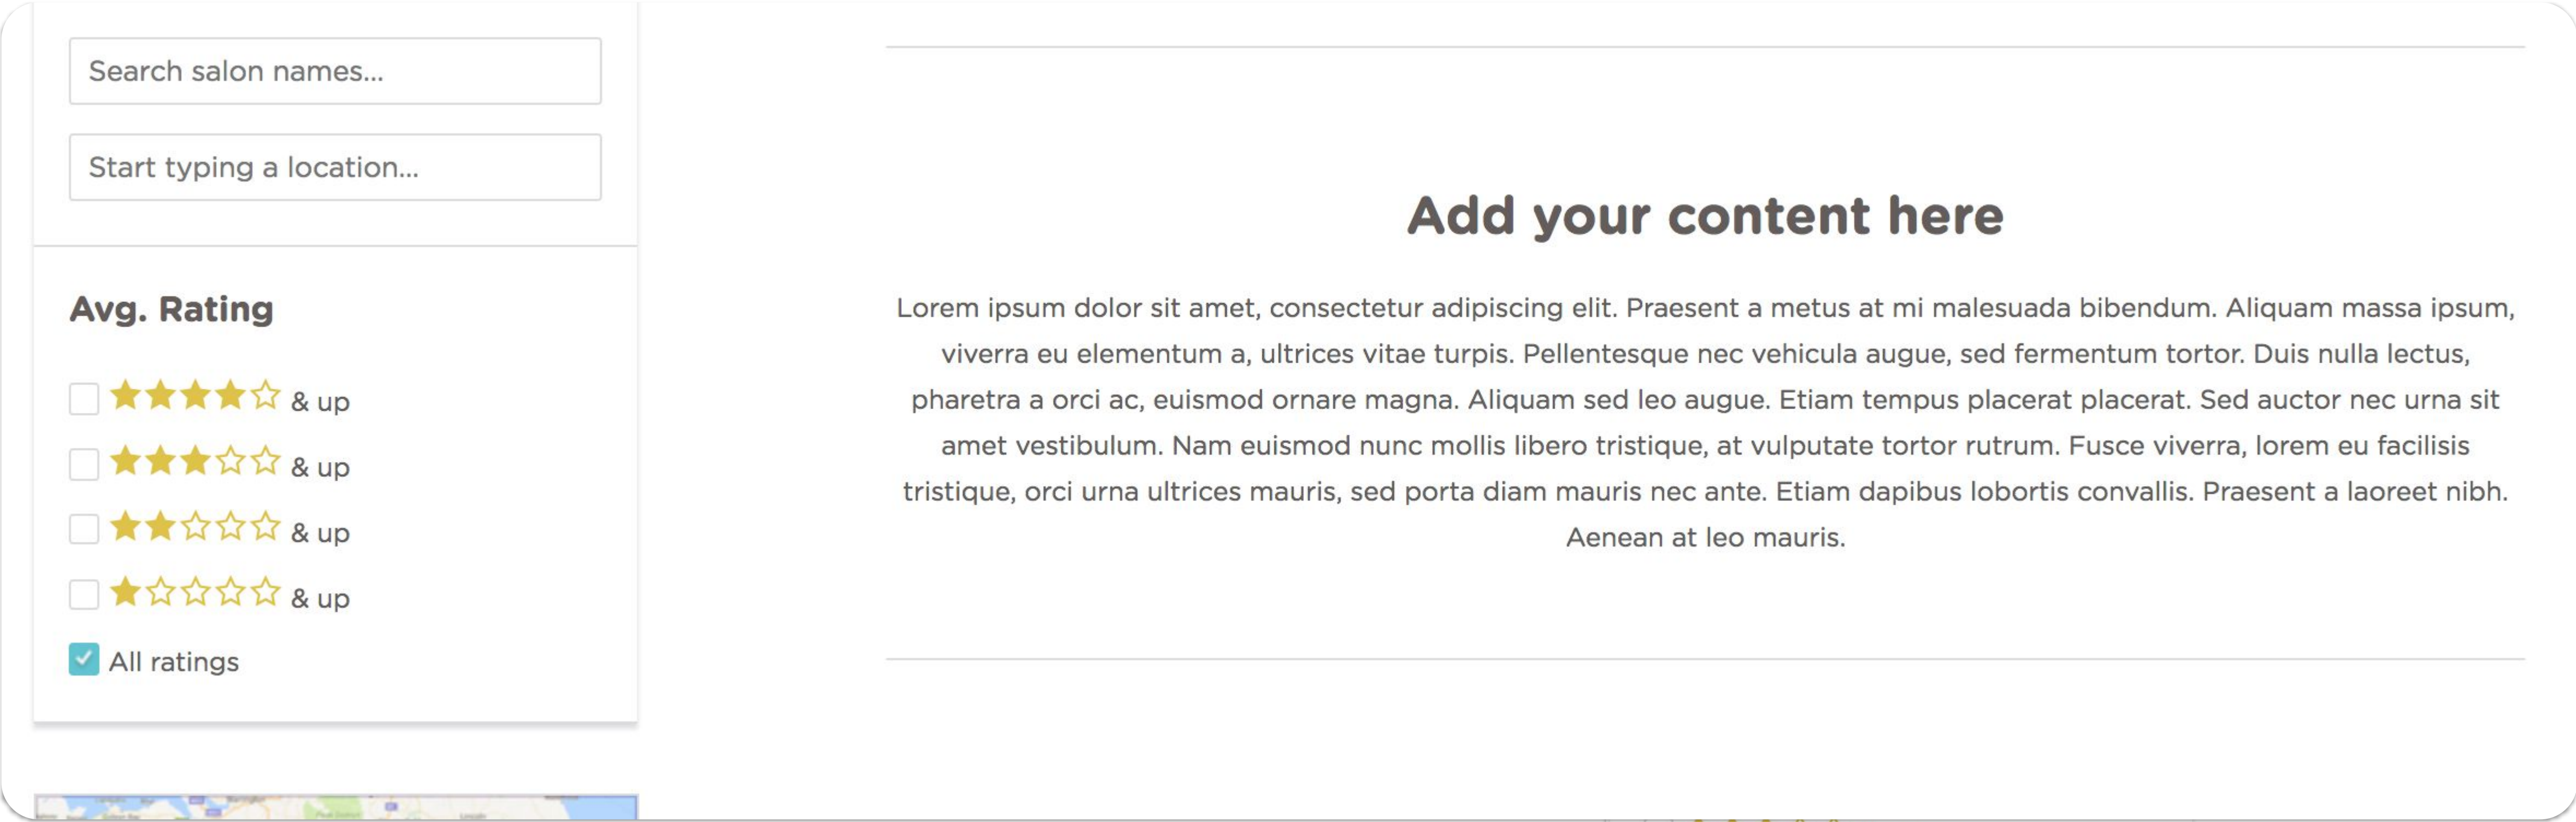 Search salon names...
Start typing a location...
Avg. Rating
& up
& up
& up
& up
All ratings
Add your content here
Lorem ipsum dolor sit amet, consectetur adipiscing elit. Praesent a metus at mi malesuada bibendum. Aliquam massa ipsum,
viverra eu elementum a, ultrices vitae turpis. Pellentesque nec vehicula augue, sed fermentum tortor. Duis nulla lectus,
pharetra a orci ac, euismod ornare magna. Aliquam sed leo augue. Etiam tempus placerat placerat. Sed auctor nec urna sit
amet vestibulum. Nam euismod nunc mollis libero tristique, at vulputate tortor rutrum. Fusce viverra, lorem eu facilisis
tristique, orci urna ultrices mauris, sed porta diam mauris nec ante. Etiam dapibus lobortis convallis. Praesent a laoreet nibh.
Aenean at leo mauris.